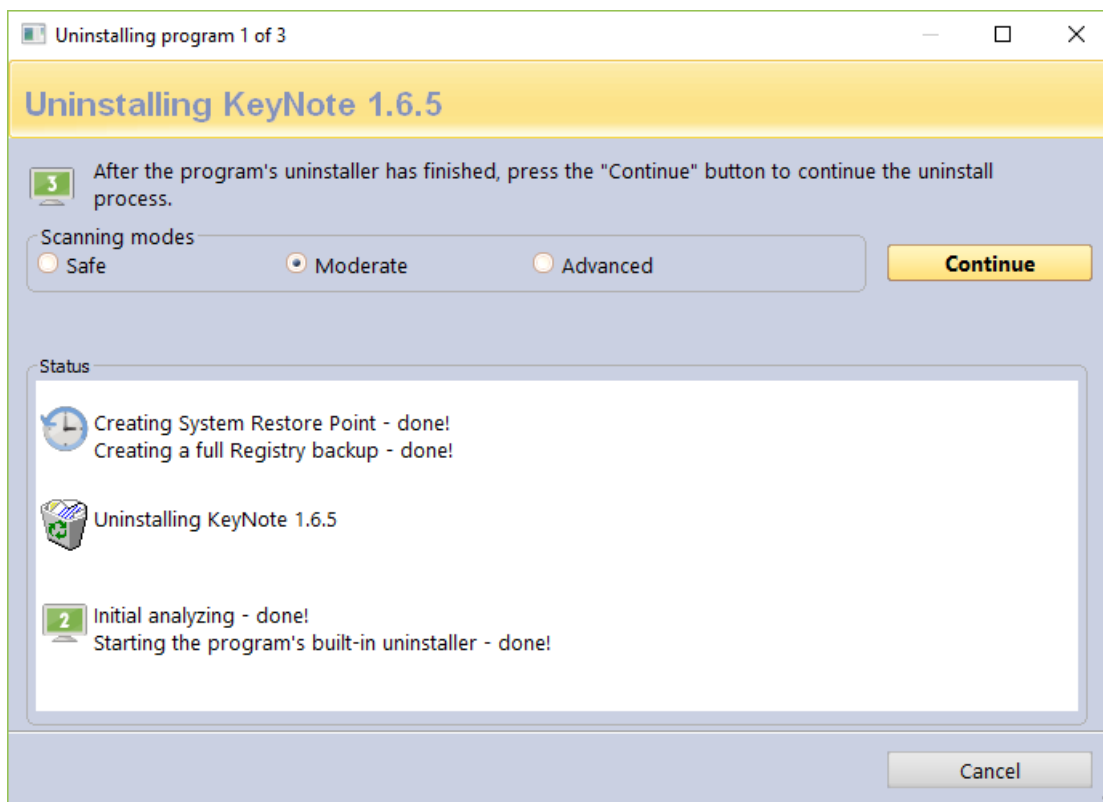 Uninstalling program 1 of 3
Uninstalling KeyNote 1.6.5
3
After the program's uninstaller has finished, press the "Continue" button to continue the uninstall
process.
Scanning modes
Safe Moderate Advanced
Continue
Status
Creating System Restore Point - done!
Creating a full Registry backup - done!
Uninstalling KeyNote 1.6.5
2
Initial analyzing - done!
Starting the program's built-in uninstaller - done!
Cancel